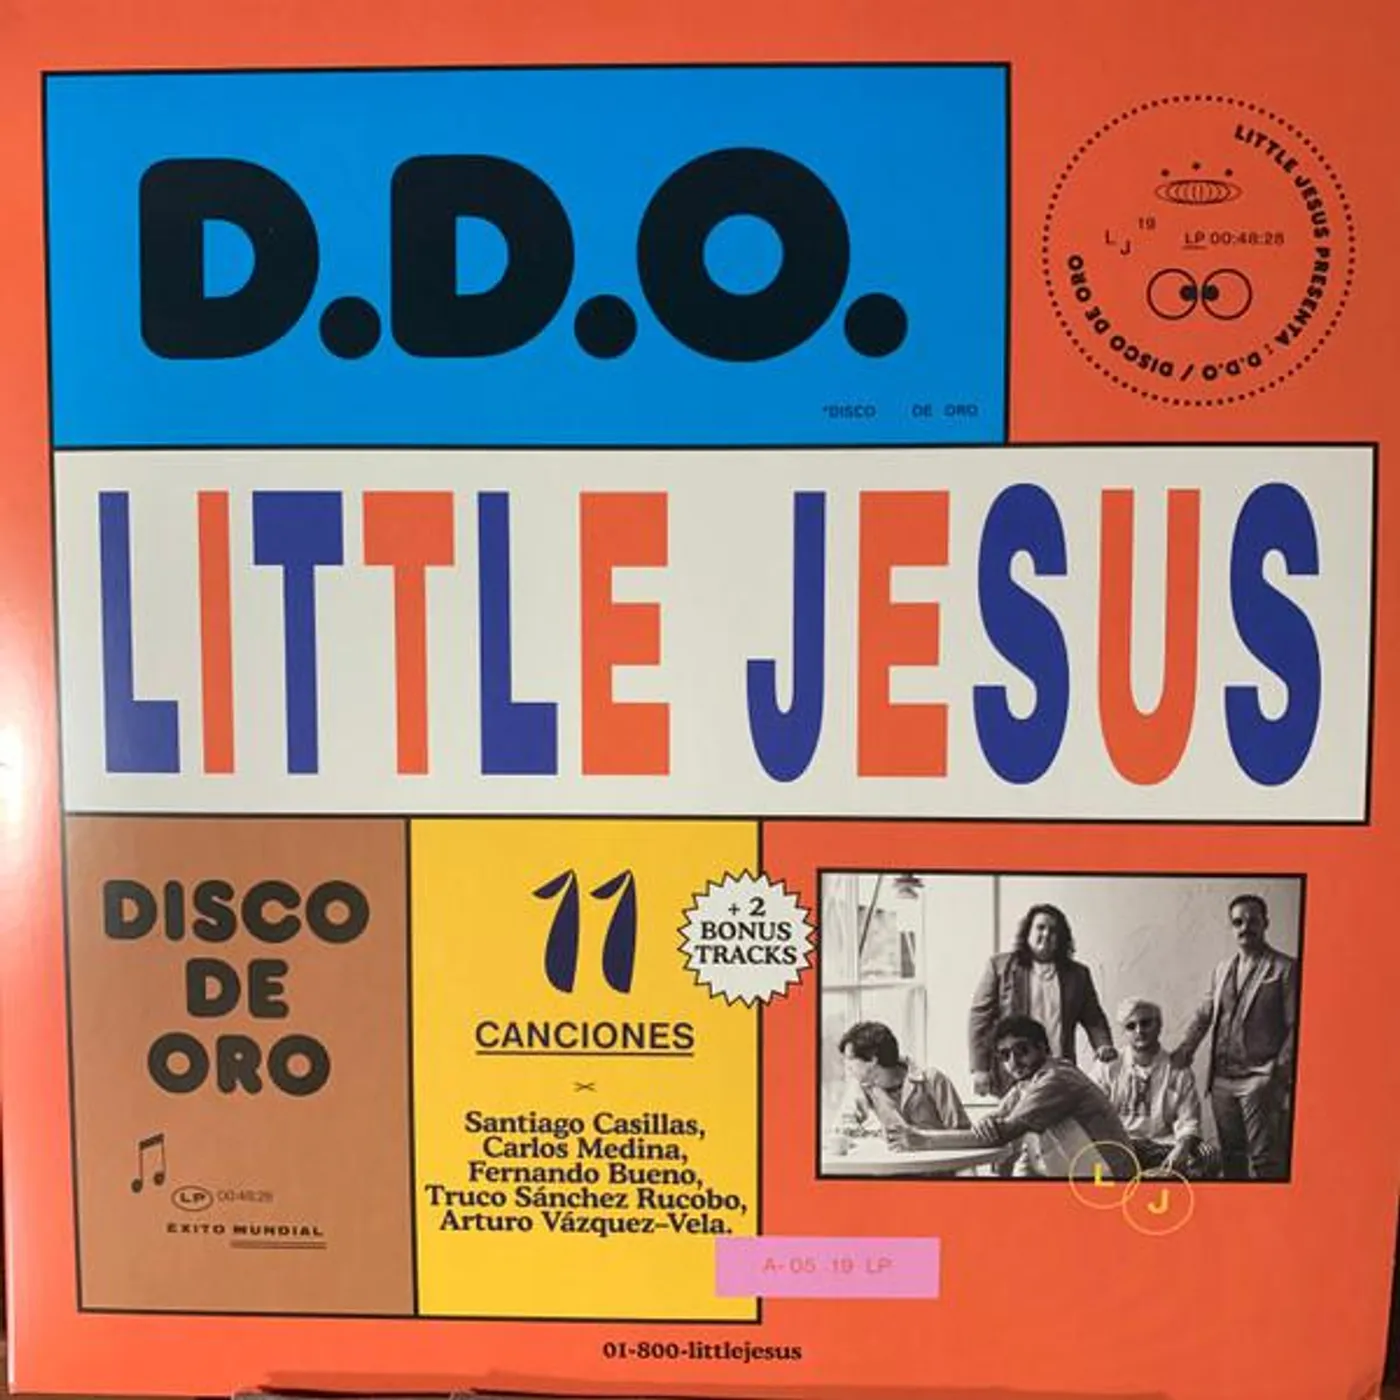 D.D.O.
*DISCO DE ORO
LITTLE JESUS PRESENTA : D.D.O / DISCO DE ORO
L J 19
LP 00:48:28
LITTLE JESUS
DISCO
DE
ORO
LP 00:48:28
EXITO MUNDIAL
11
CANCIONES
Santiago Casillas,
Carlos Medina,
Fernando Bueno,
Truco Sánchez Rucobo,
Arturo Vázquez-Vela.
+ 2
BONUS
TRACKS
L
J
A-05 19 LP
01-800-littlejesus